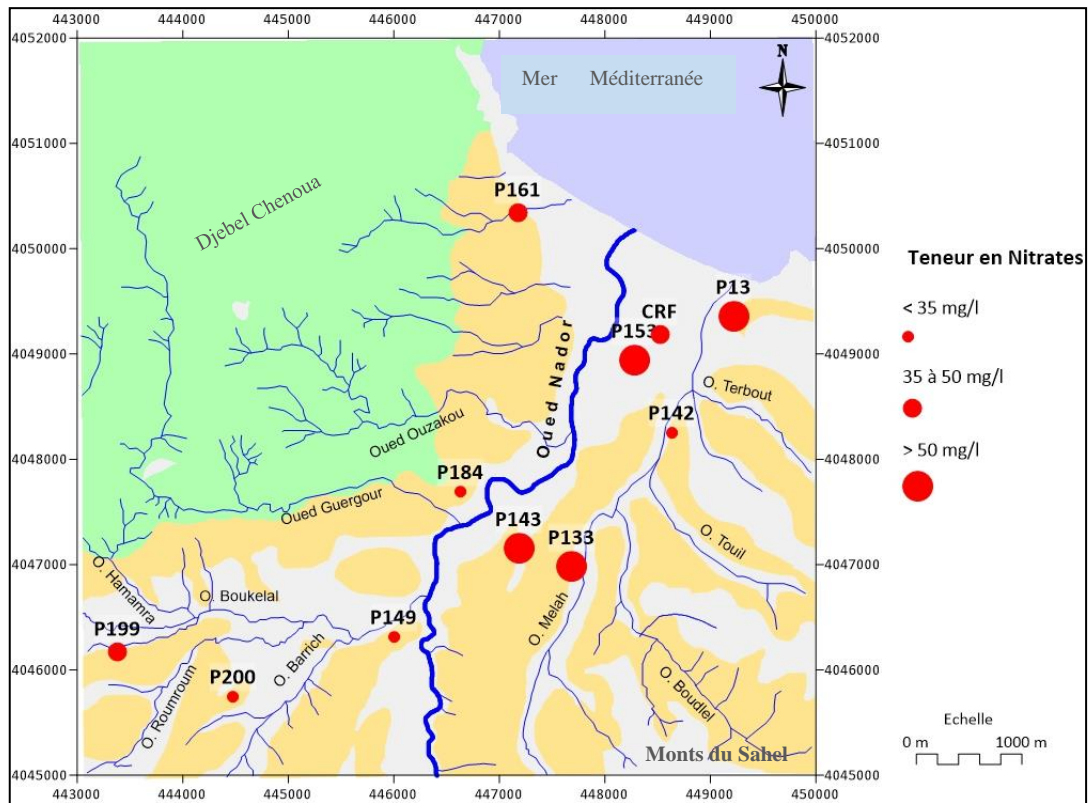 443000 444000 445000 446000 447000 448000 449000 450000
4052000 4052000
Mer Méditerranée
N
4051000 4051000
P161
Djebel Chenoua
4050000 4050000
Teneur en Nitrates
P13
< 35 mg/l
CRF
P153
4049000 4049000
Oued Nador
35 à 50 mg/l
O. Terbout
P142
Oued Ouzakou
> 50 mg/l
4048000 4048000
P184
Oued Guergour
P143
P133
O. Touil
4047000 4047000
O. Hamamra
O. Boukelal
P149
O. Melah
P199
O. Barrich
4046000 4046000
P200
O. Roumroum
O. Boudlel
Echelle
0 m 1000 m
Monts du Sahel
4045000 4045000
443000 444000 445000 446000 447000 448000 449000 450000